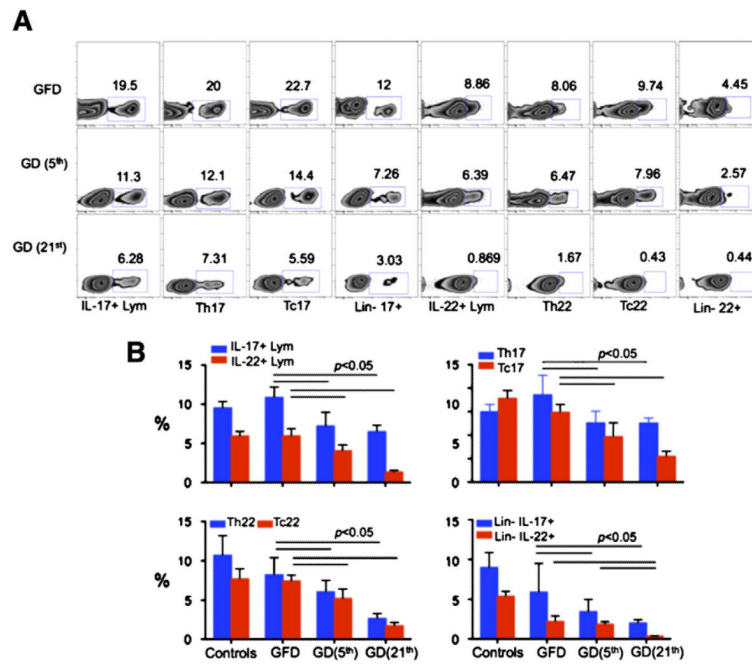 A
GFD
19.5 20 22.7 12 8.86 8.06 9.74 4.45
GD (5th)
11.3 12.1 14.4 7.26 6.39 6.47 7.96 2.57
GD (21st)
6.28 7.31 5.59 3.03 0.869 1.67 0.43 0.44
IL-17+ Lym Th17 Tc17 Lin- 17+ IL-22+ Lym Th22 Tc22 Lin- 22+
B
IL-17+ Lym
IL-22+ Lym
p<0.05
%
15
10
5
0
Th17
Tc17
p<0.05
15
10
5
0
Th22 Tc22
p<0.05
%
15
10
5
0
Controls GFD GD(5th) GD(21th)
Lin- IL-17+
Lin- IL-22+
p<0.05
15
10
5
0
Controls GFD GD(5th) GD(21th)